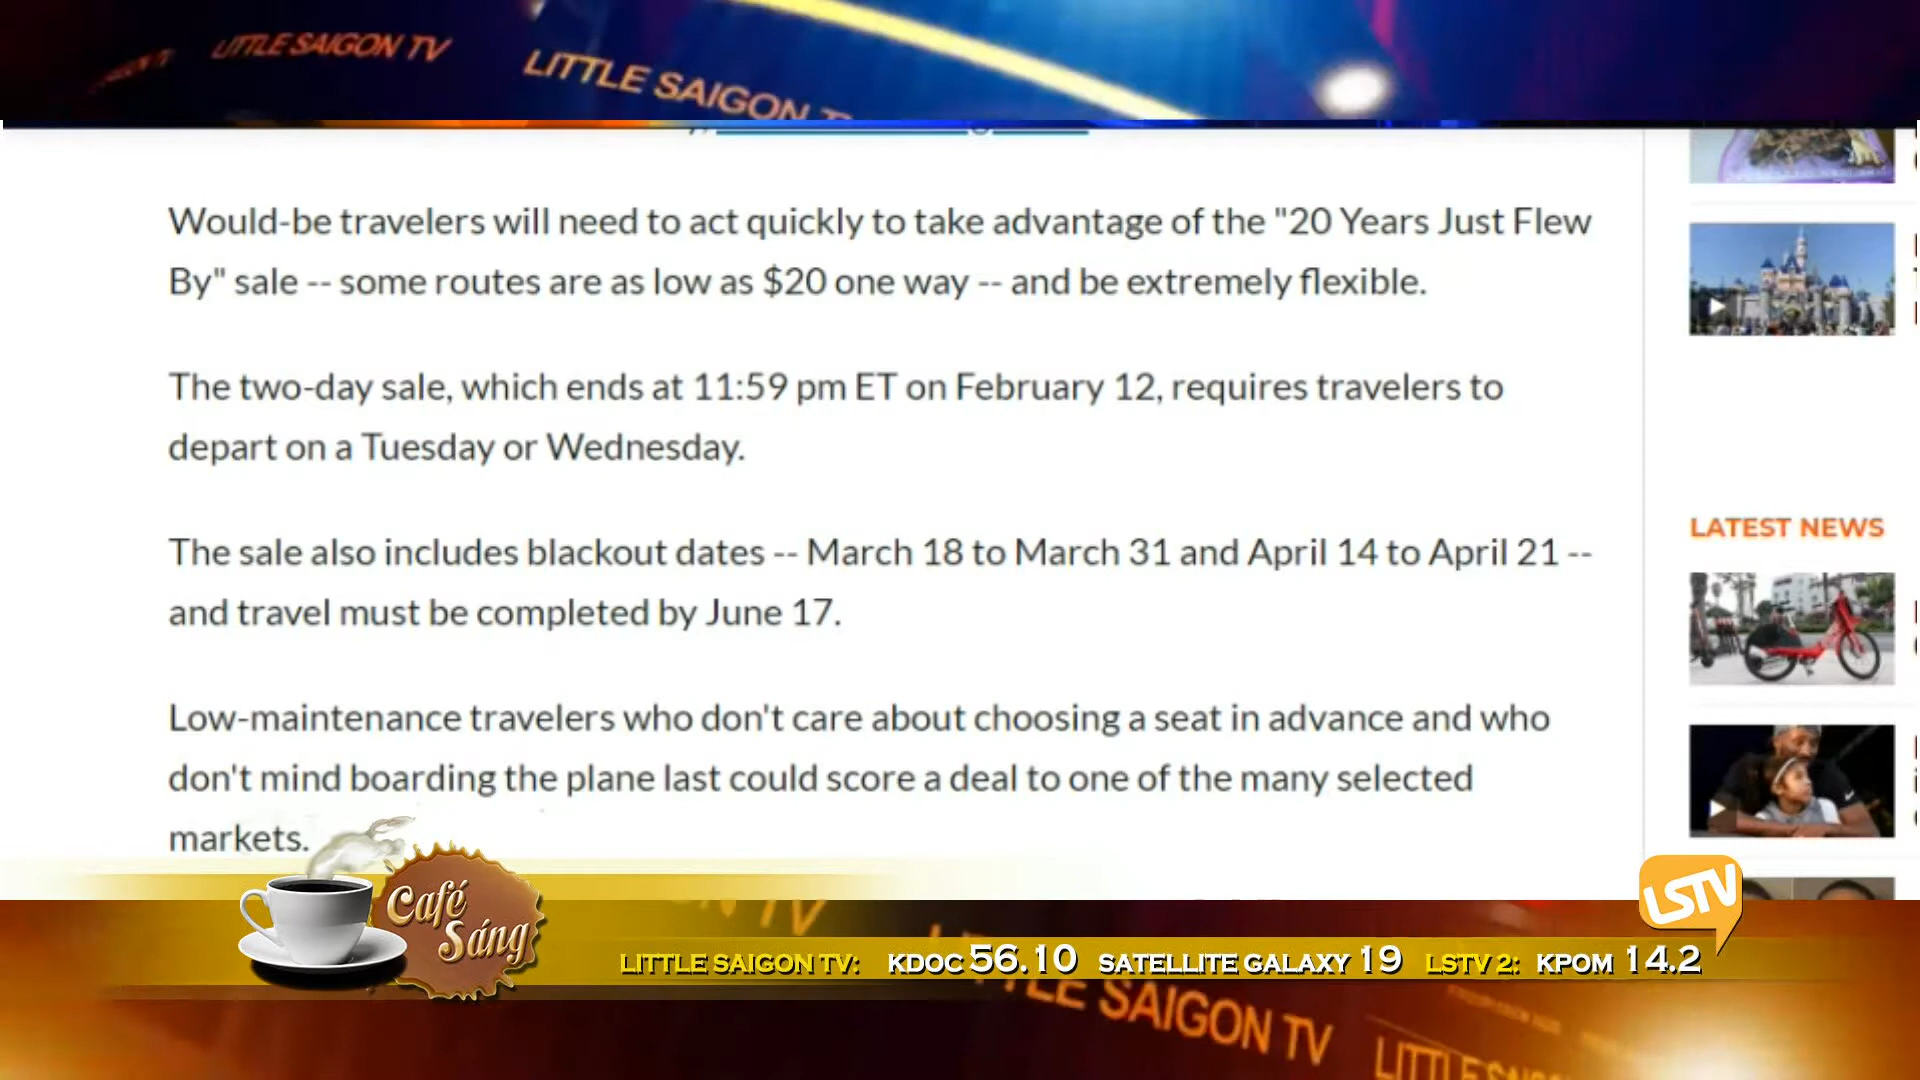 LITTLE SAIGON TV
LITTLE SAIGON TV
Would-be travelers will need to act quickly to take advantage of the "20 Years Just Flew
By" sale -- some routes are as low as $20 one way -- and be extremely flexible.
The two-day sale, which ends at 11:59 pm ET on February 12, requires travelers to
depart on a Tuesday or Wednesday.
The sale also includes blackout dates -- March 18 to March 31 and April 14 to April 21 --
and travel must be completed by June 17.
Low-maintenance travelers who don't care about choosing a seat in advance and who
don't mind boarding the plane last could score a deal to one of the many selected
markets.
LATEST NEWS
Café
Sáng
LSTV
LITTLE SAIGON TV: KDOC 56.10 SATELLITE GALAXY 19 LSTV 2: KPOM 14.2
LITTLE SAIGON TV